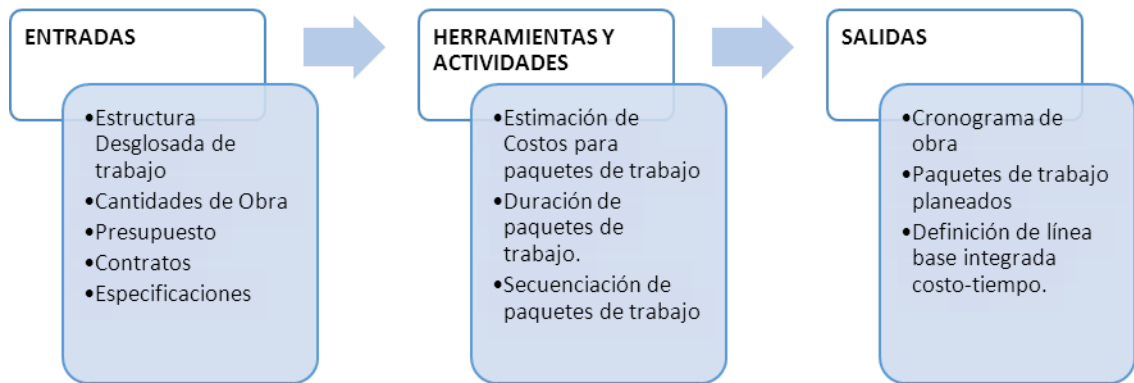 ENTRADAS
•Estructura
Desglosada de
trabajo
•Cantidades de Obra
•Presupuesto
•Contratos
•Especificaciones
HERRAMIENTAS Y
ACTIVIDADES
•Estimación de
Costos para
paquetes de trabajo
•Duración de
paquetes de
trabajo.
•Secuenciación de
paquetes de trabajo
SALIDAS
•Cronograma de
obra
•Paquetes de trabajo
planeados
•Definición de línea
base integrada
costo-tiempo.